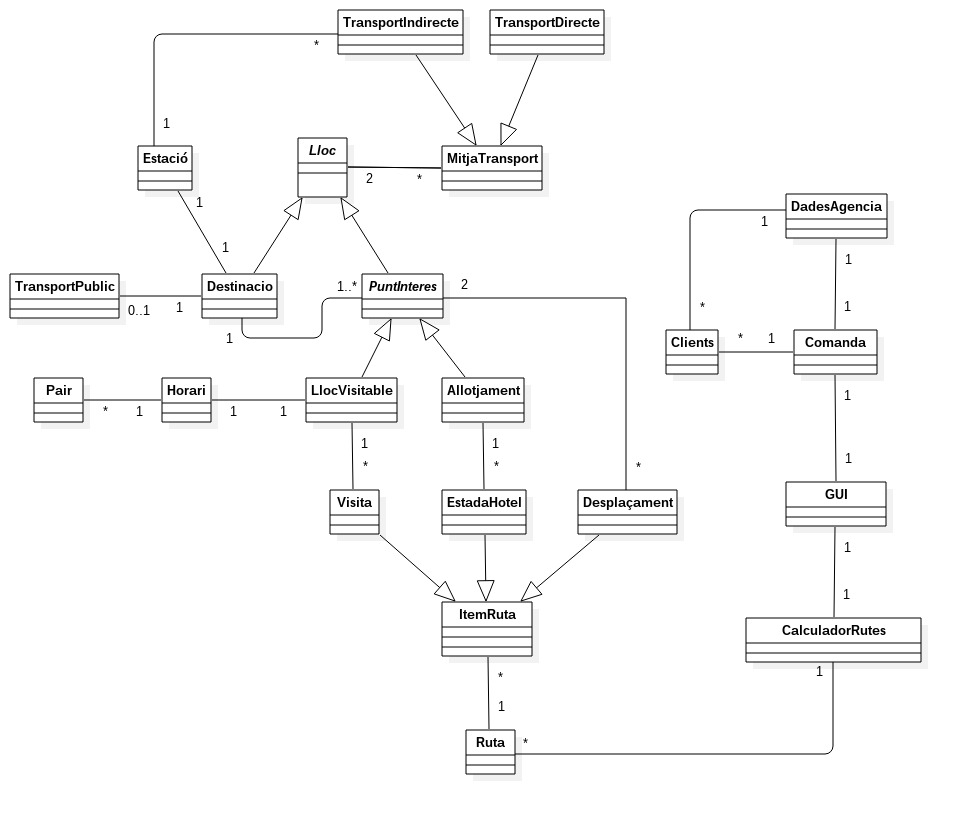 TransportIndirecte
TransportDirecte
*
1
Estació
Lloc
2
*
MitjaTransport
1
1
DadesAgencia
1
1
TransportPublic
0..1
1
Destinacio
1..*
PuntInteres
2
1
*
1
Clients
*
1
Comanda
Pair
*
1
Horari
1
1
LlocVisitable
Allotjament
1
1
1
*
*
*
1
Visita
EstadaHotel
Desplaçament
GUI
1
1
ItemRuta
CalculadorRutes
*
1
1
Ruta
*